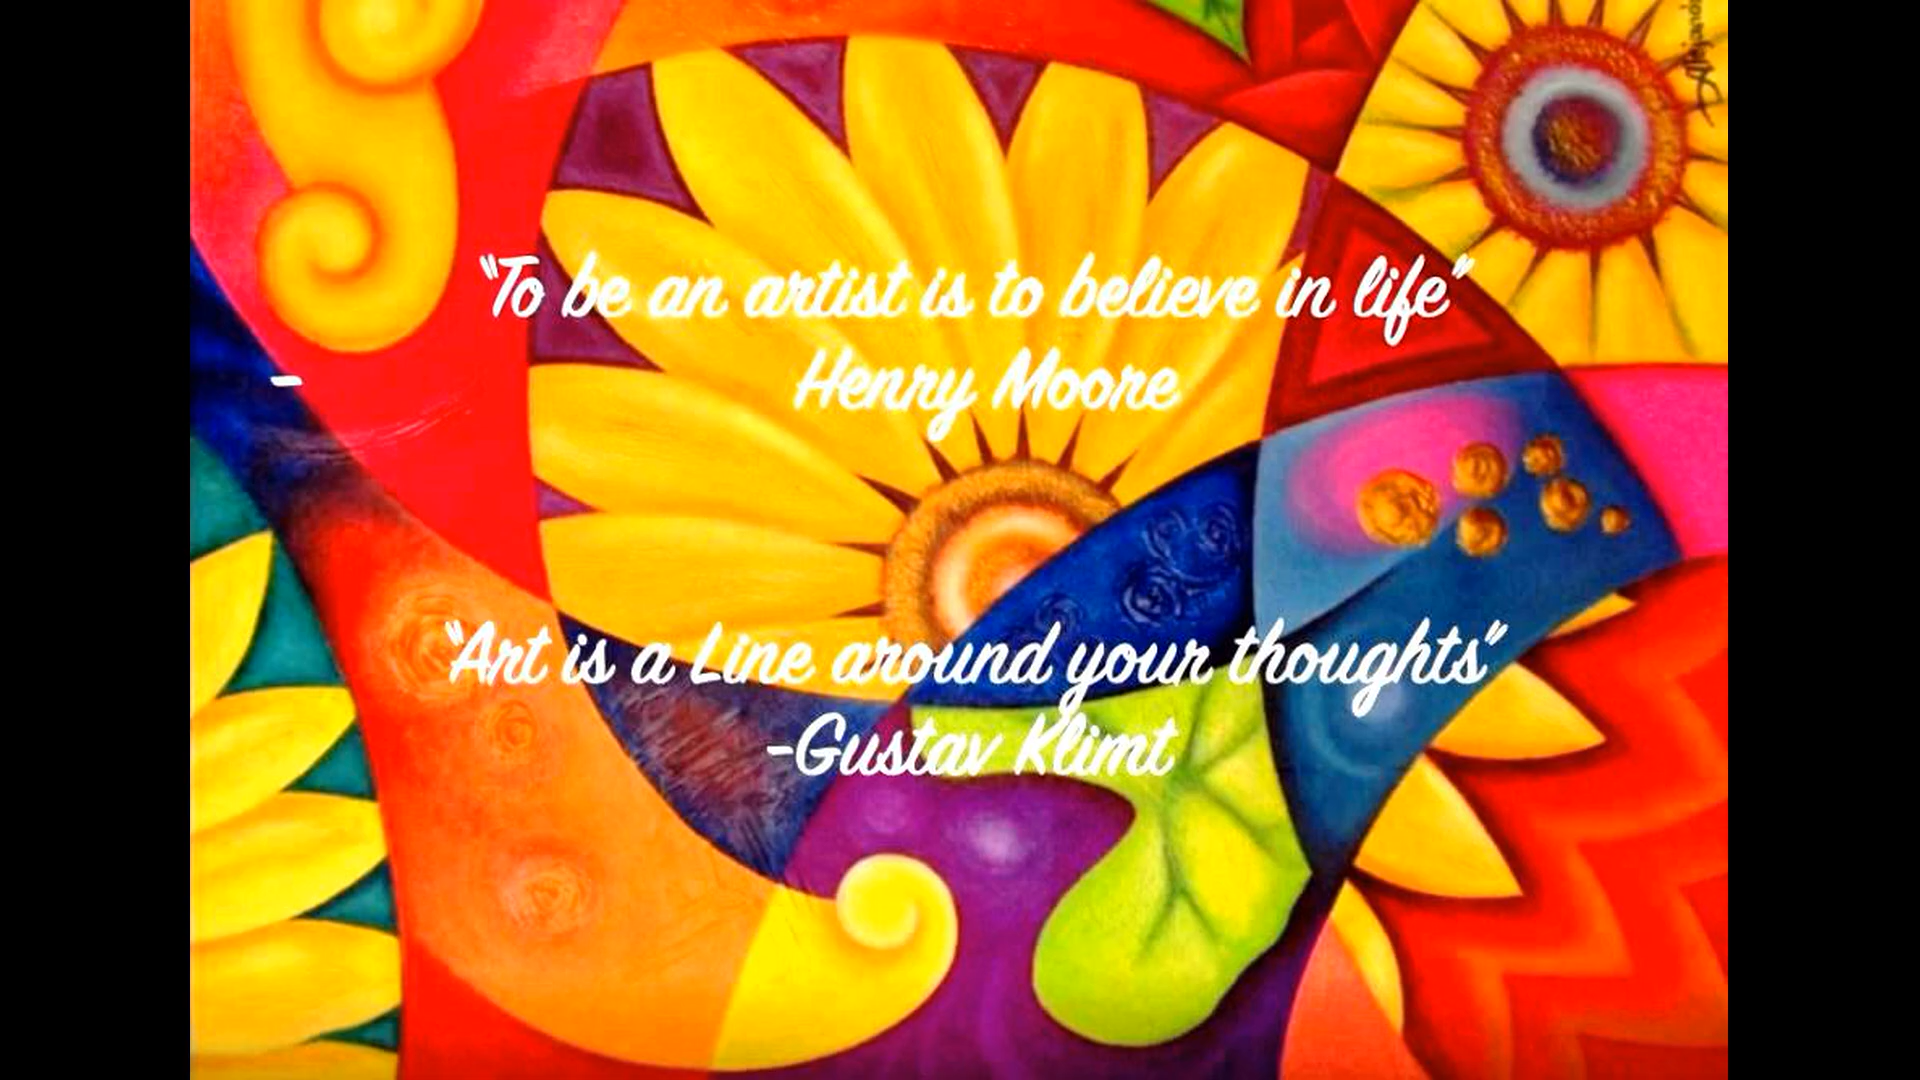 “To be an artist is to believe in life”
- Henry Moore
“Art is a Line around your thoughts”
-Gustav Klimt